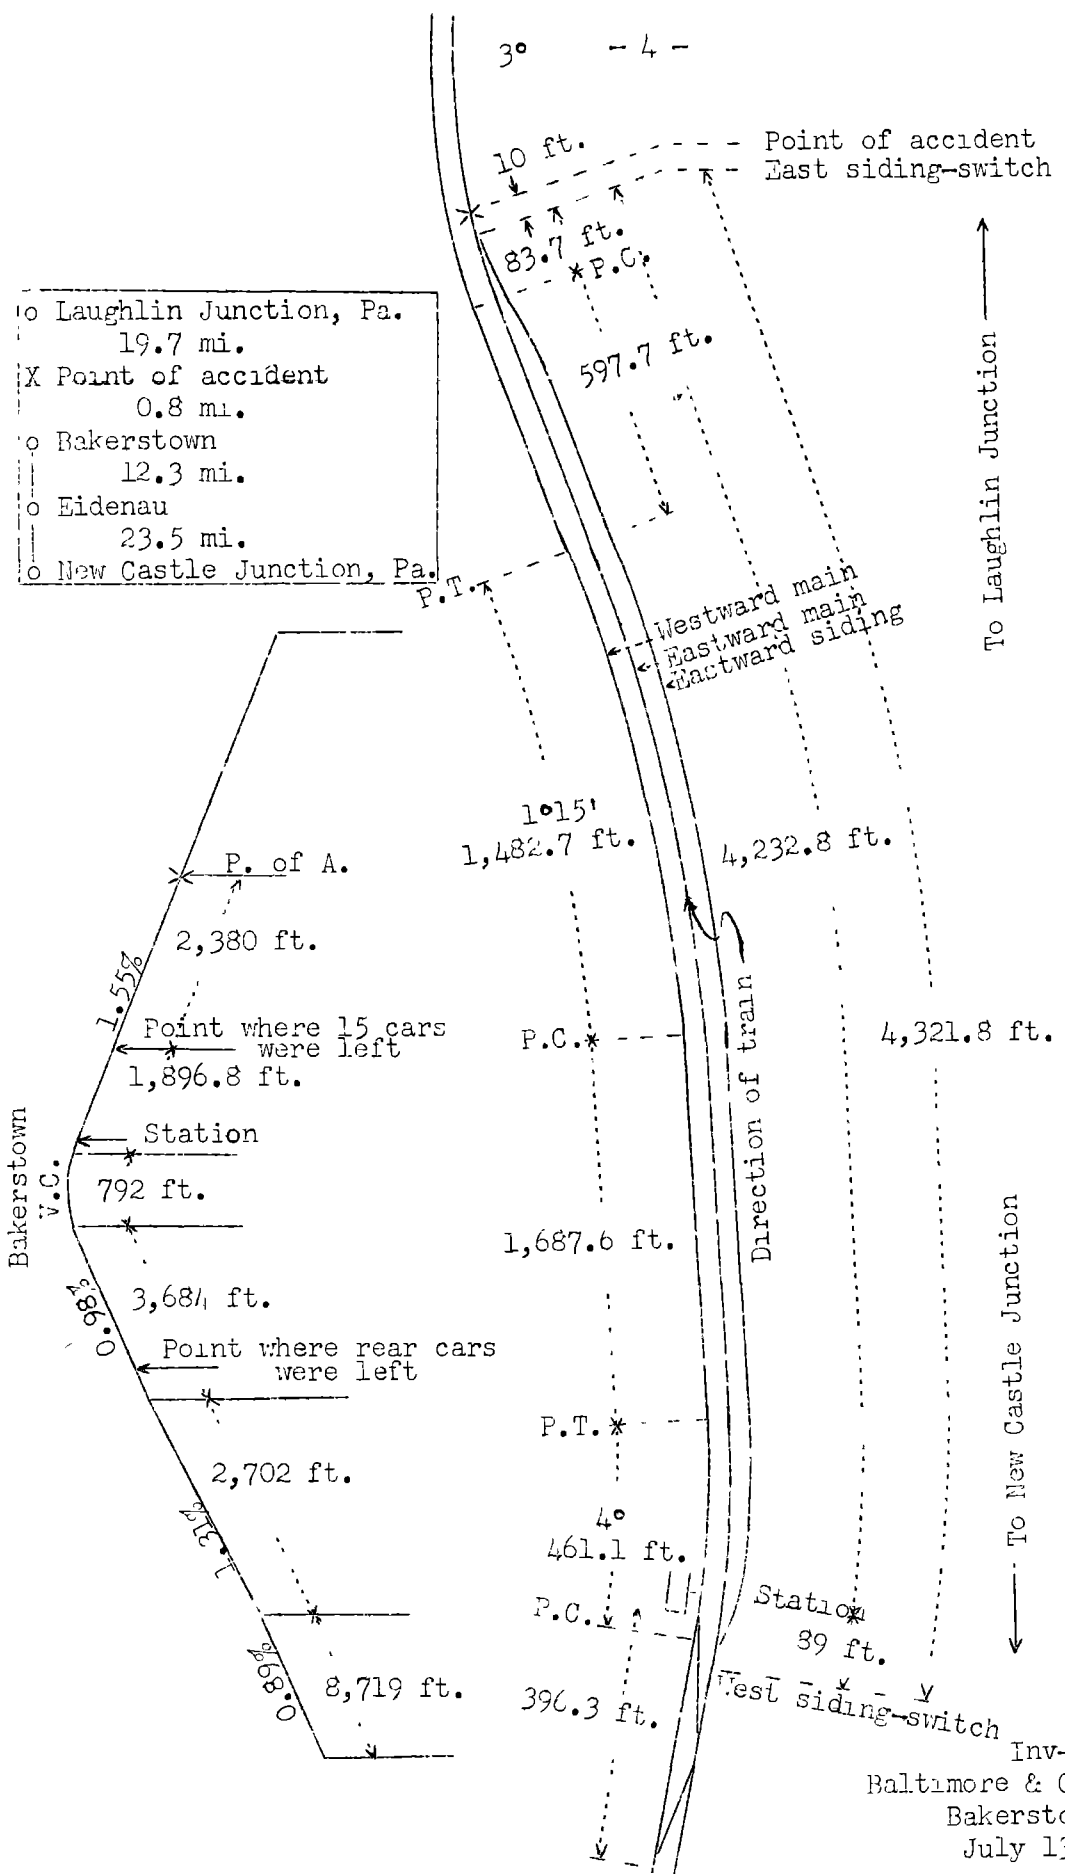 3° - 4 -
10 ft.
Point of accident
East siding-switch
83.7 ft.
P.C.
597.7 ft.
To Laughlin Junction
o Laughlin Junction, Pa.
19.7 mi.
X Point of accident
0.8 mi.
o Bakerstown
12.3 mi.
o Eidenau
23.5 mi.
o New Castle Junction, Pa.
P.T.
Westward main
Eastward main
Eastward siding
1°15'
1,482.7 ft.
4,232.8 ft.
P. of A.
2,380 ft.
1.55%
Point where 15 cars
were left
1,896.8 ft.
P.C.
Direction of train
4,321.8 ft.
Station
Bakerstown
V.C.
792 ft.
1,687.6 ft.
3,684 ft.
0.98%
Point where rear cars
were left
P.T.
To New Castle Junction
2,702 ft.
1.31%
4°
461.1 ft.
P.C.
Station
89 ft.
0.89%
8,719 ft.
396.3 ft.
West siding-switch
Inv-
Baltimore & O
Bakersto
July 13